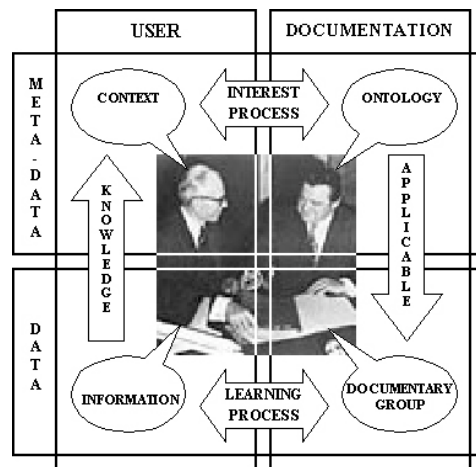 USER
DOCUMENTATION
META-DATA
CONTEXT
INTEREST
PROCESS
ONTOLOGY
KNOWLEDGE
APPLICABLE
DATA
INFORMATION
LEARNING
PROCESS
DOCUMENTARY
GROUP